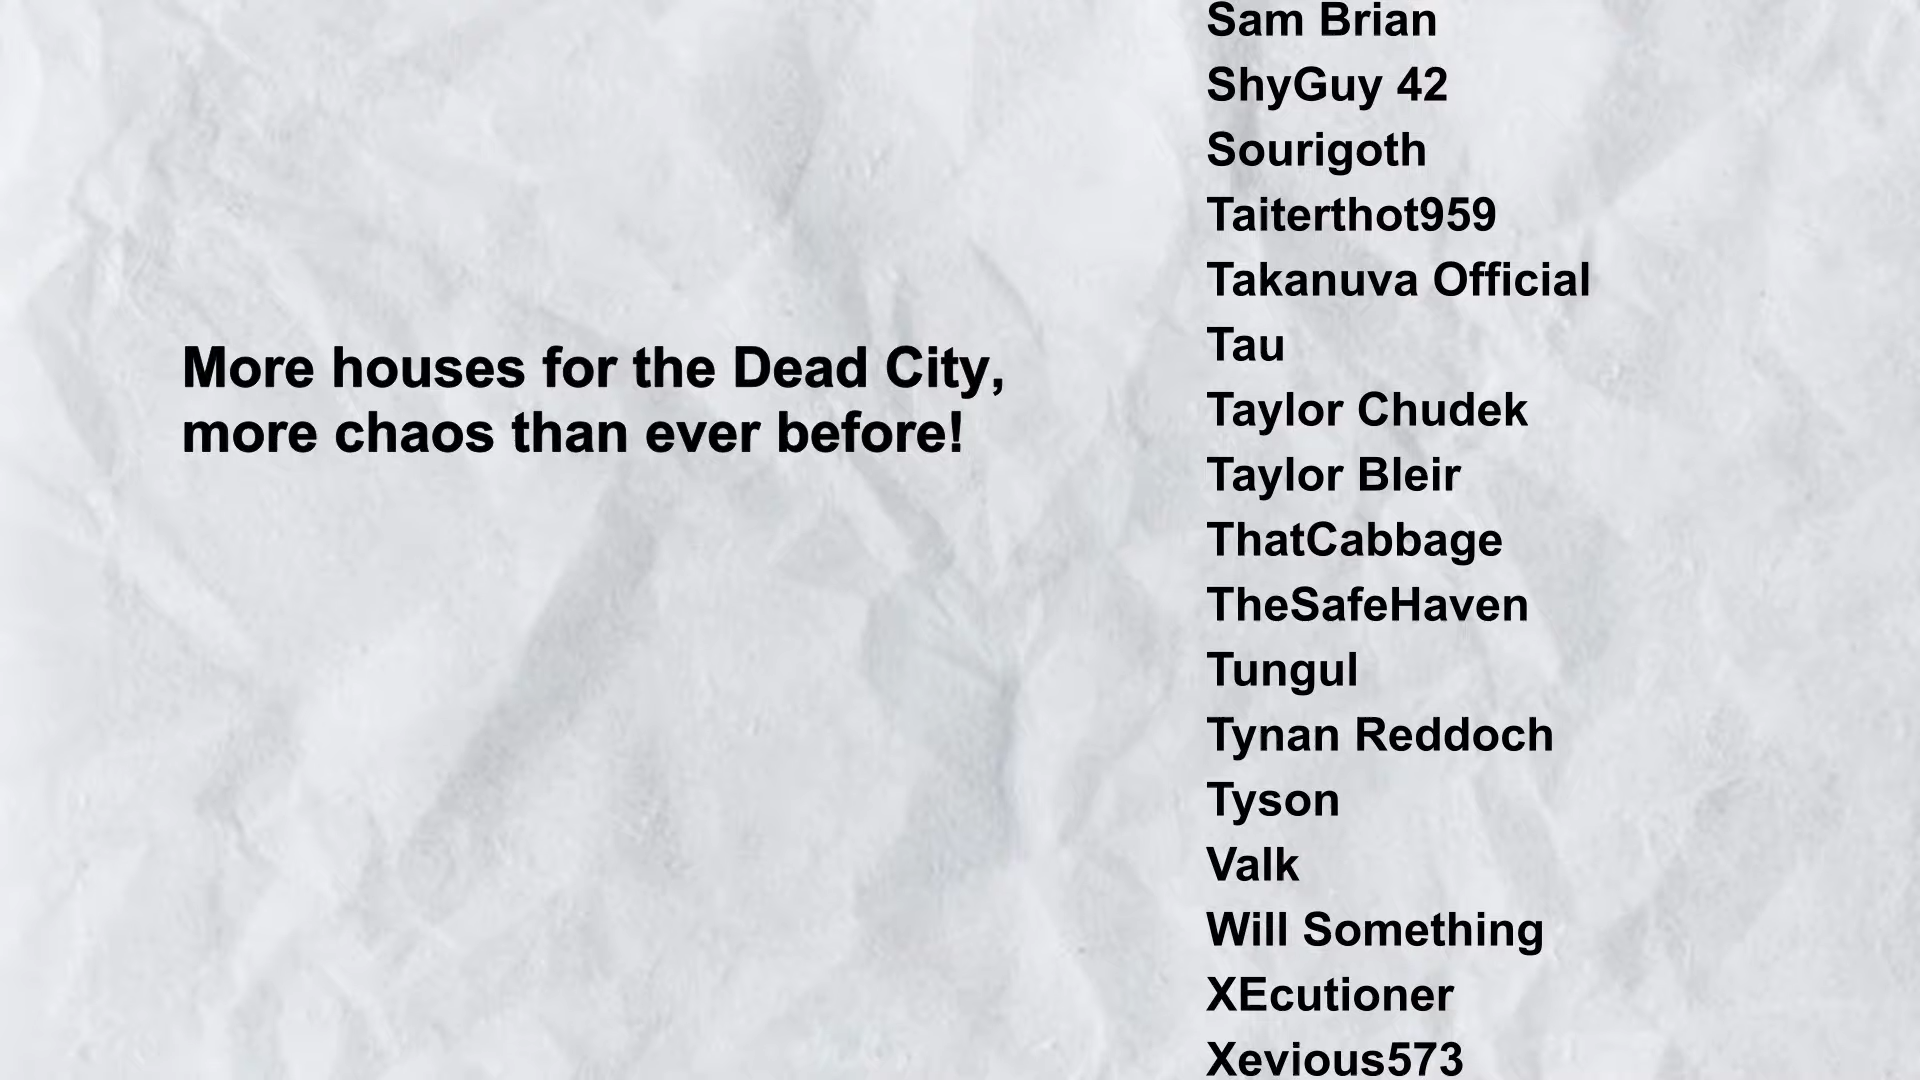 More houses for the Dead City,
more chaos than ever before!
Sam Brian
ShyGuy 42
Sourigoth
Taiterthot959
Takanuva Official
Tau
Taylor Chudek
Taylor Bleir
ThatCabbage
TheSafeHaven
Tungul
Tynan Reddoch
Tyson
Valk
Will Something
XEcutioner
Xevious573